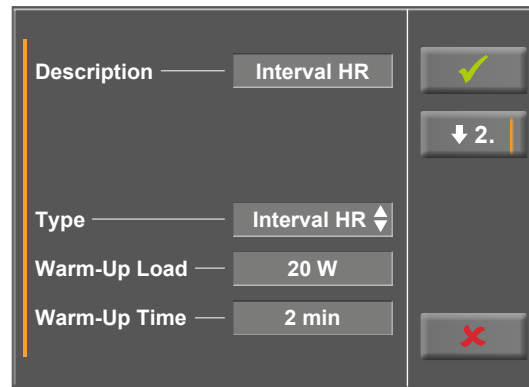 Description Interval HR
2.
Type Interval HR
Warm-Up Load 20 W
Warm-Up Time 2 min